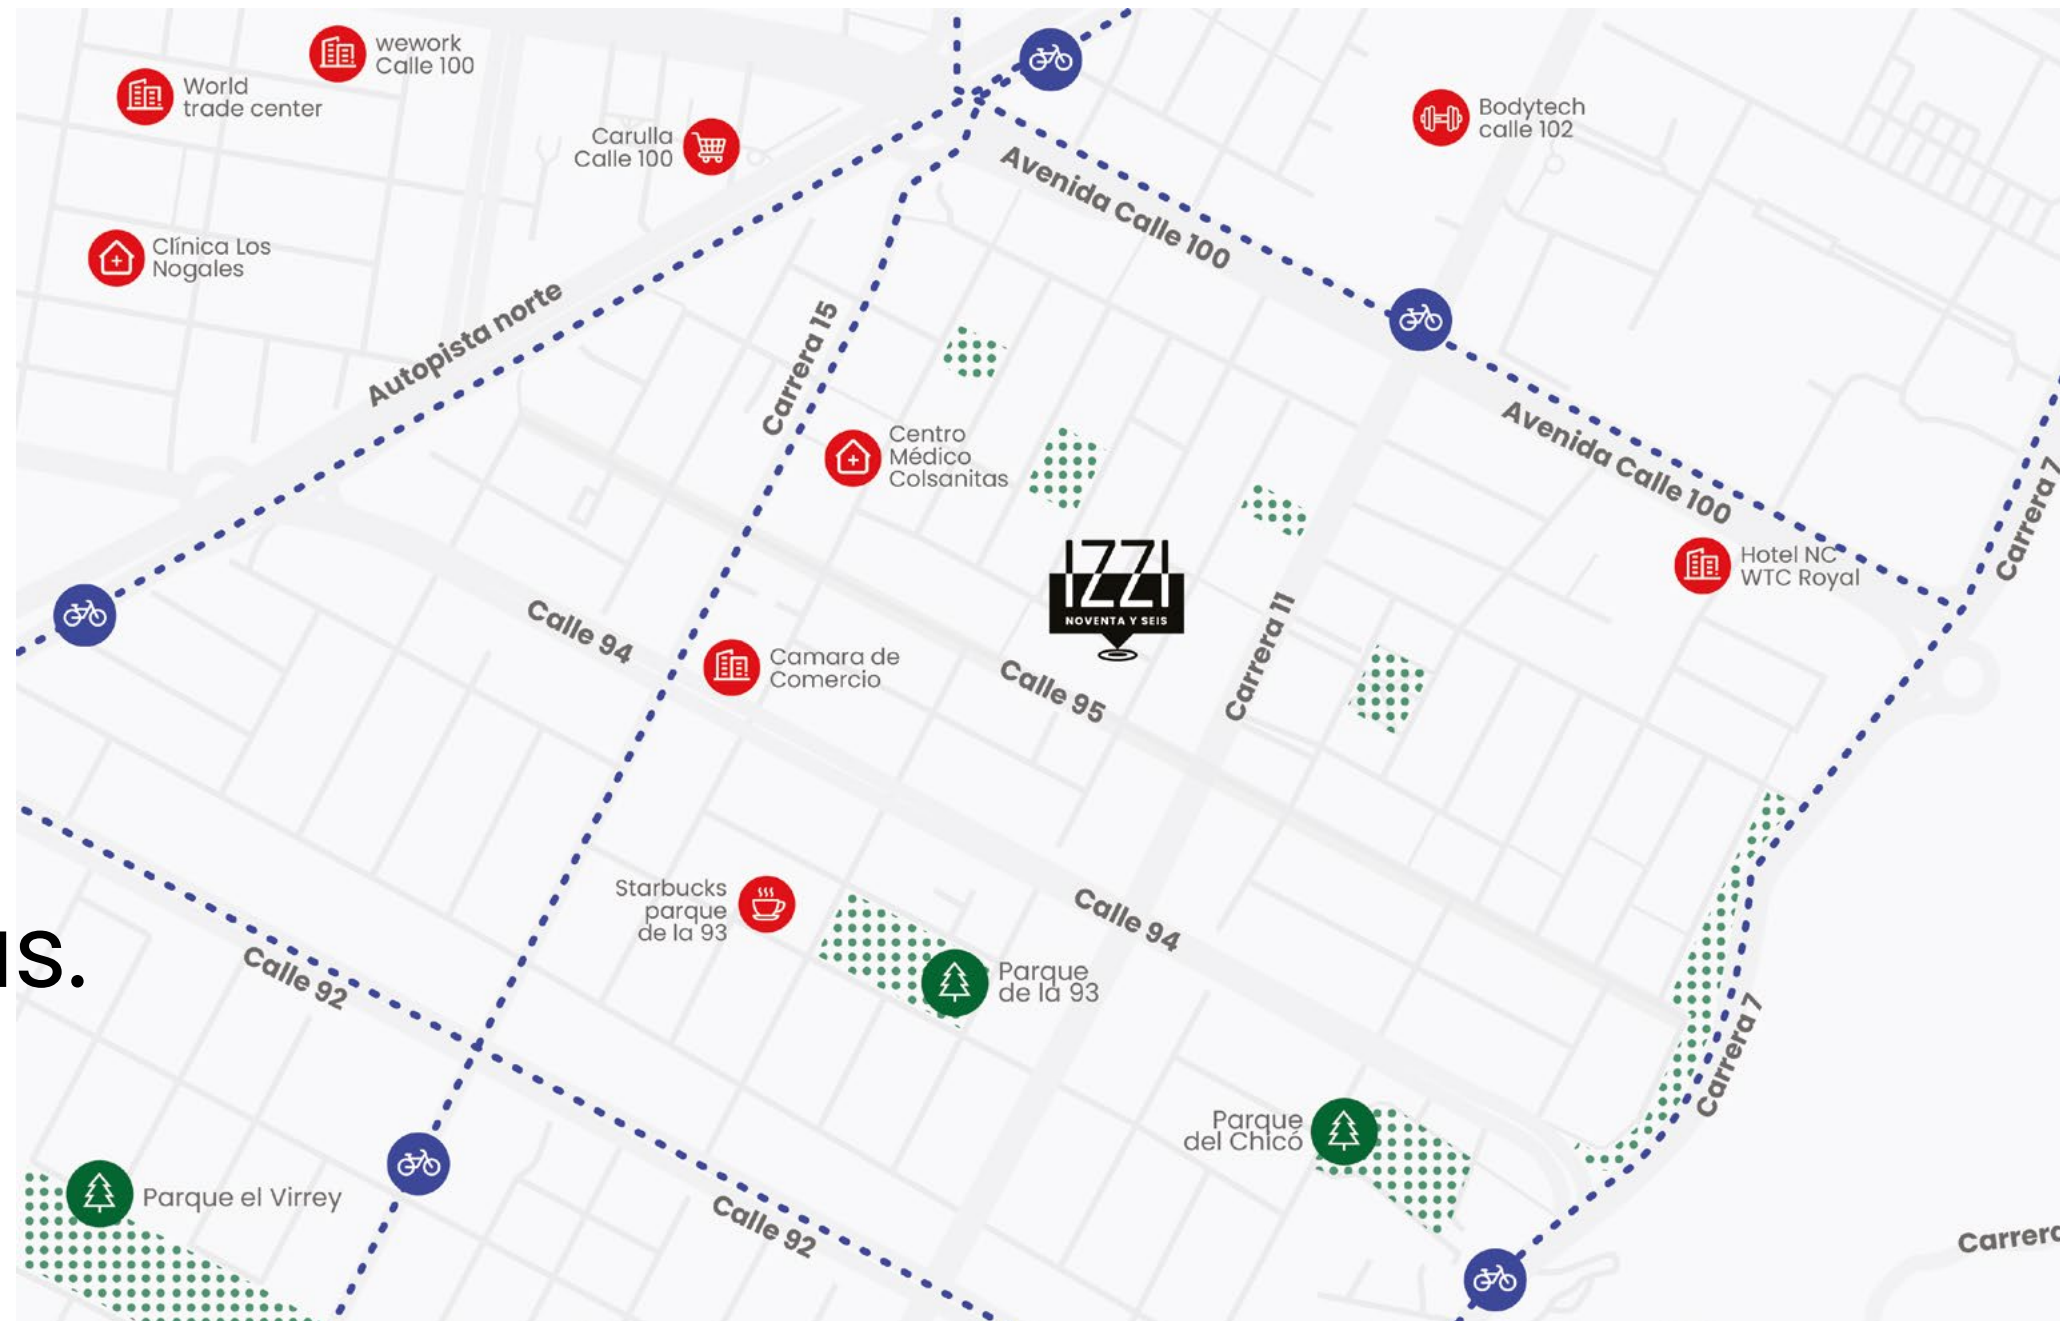 wework
Calle 100
World
trade center
Carulla
Calle 100
Bodytech
calle 102
Avenida Calle 100
Clínica Los
Nogales
Autopista norte
Carrera 15
Centro
Médico
Colsanitas
Avenida Calle 100
Carrera 7
IZZI
NOVENTA Y SEIS
Hotel NC
WTC Royal
Calle 94
Carrera 11
Camara de
Comercio
Calle 95
Starbucks
parque
de la 93
Calle 94
Calle 92
Parque
de la 93
Carrera 7
Parque
del Chicó
Parque el Virrey
Calle 92